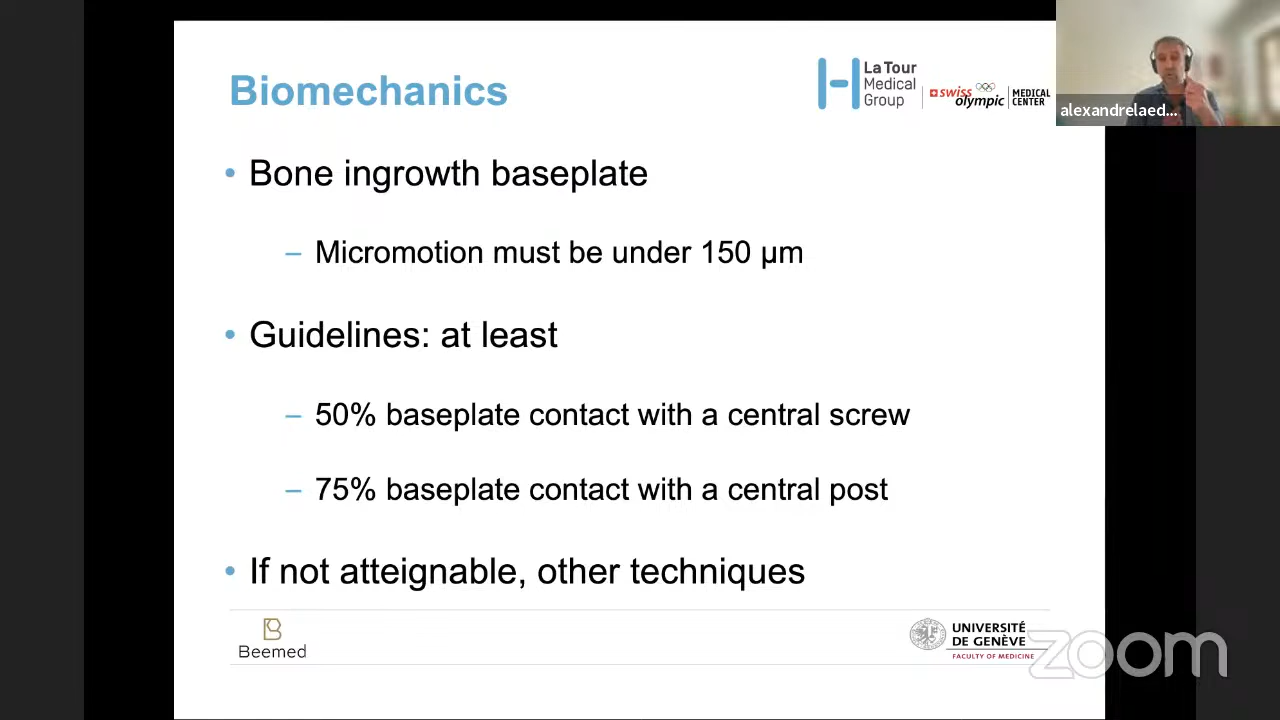 Biomechanics
La Tour
Medical
Group
swiss
olympic
MEDICAL
CENTER
alexandrelaed...
• Bone ingrowth baseplate
– Micromotion must be under 150 µm
• Guidelines: at least
– 50% baseplate contact with a central screw
– 75% baseplate contact with a central post
• If not atteignable, other techniques
Beemed
UNIVERSITÉ
DE GENÈVE
FACULTY OF MEDICINE
zoom